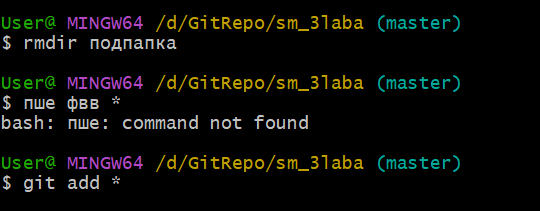 User@ MINGW64 /d/GitRepo/sm_3laba (master)
$ rmdir подпапка
User@ MINGW64 /d/GitRepo/sm_3laba (master)
$ пше фвв *
bash: пше: command not found
User@ MINGW64 /d/GitRepo/sm_3laba (master)
$ git add *